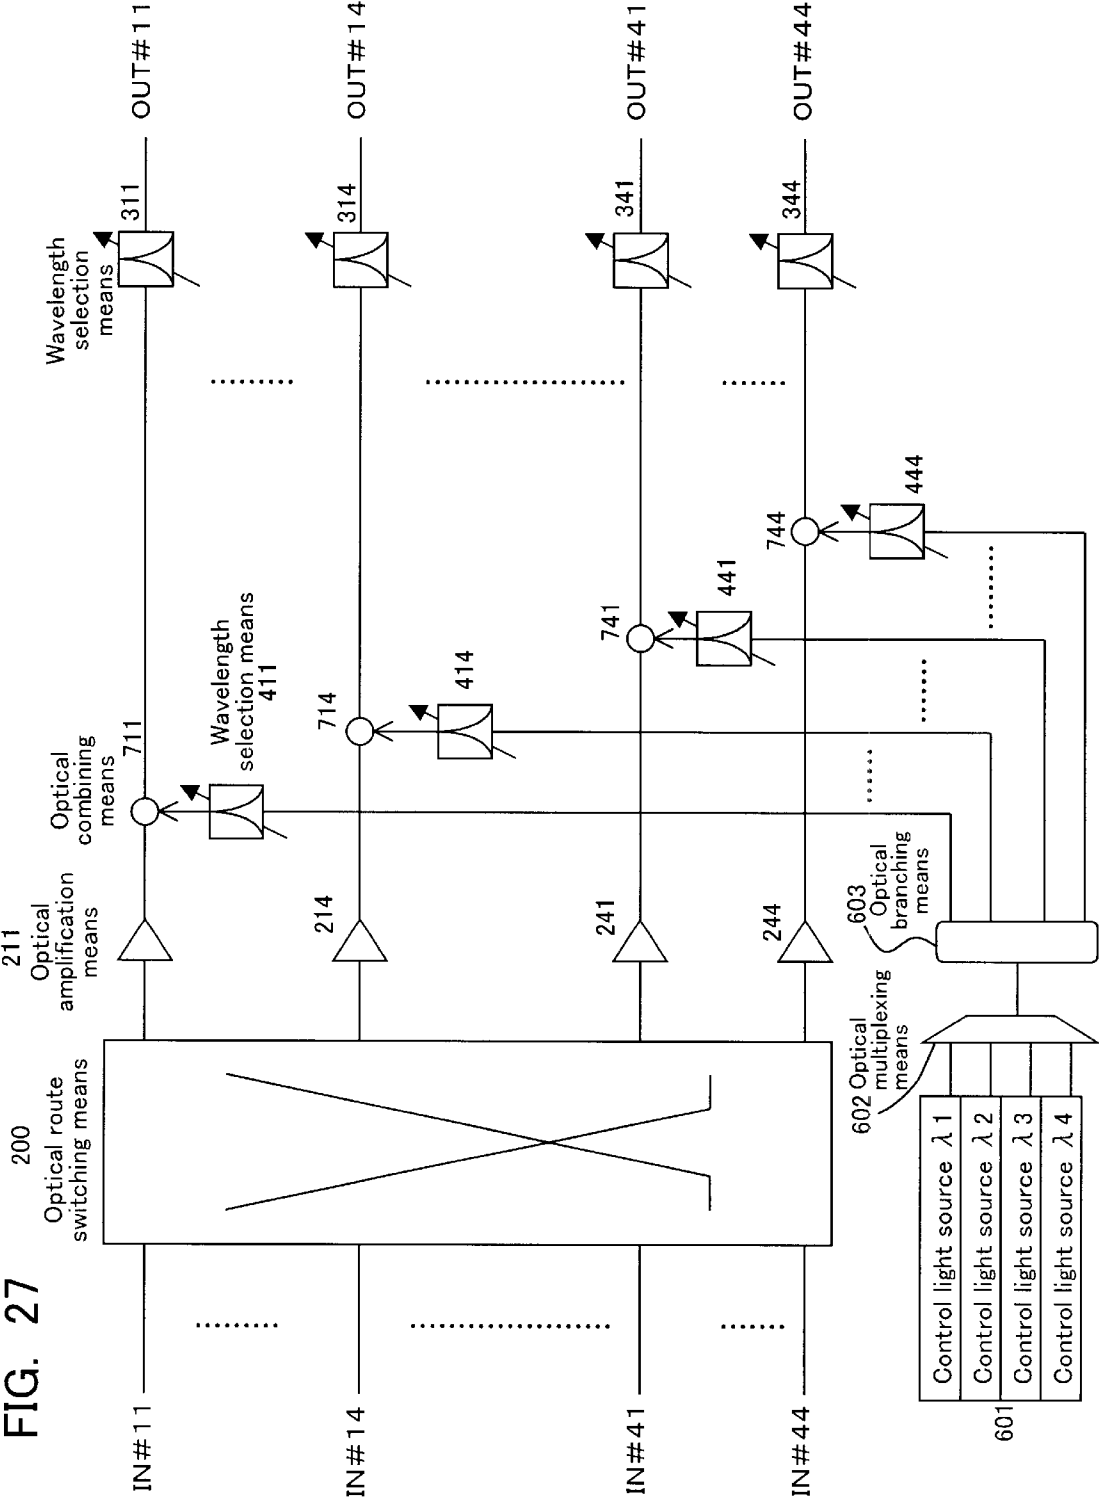 FIG. 27
200
Optical route
switching means
211
Optical
amplification
means
Optical
combining
means
711
Wavelength
selection means
411
Wavelength
selection
means
311
OUT#11
IN#11
214
714
414
314
OUT#14
IN#14
241
741
441
341
OUT#41
IN#41
244
744
444
344
OUT#44
IN#44
602 Optical
multiplexing
means
603
Optical
branching
means
Control light source λ1
Control light source λ2
Control light source λ3
Control light source λ4
601